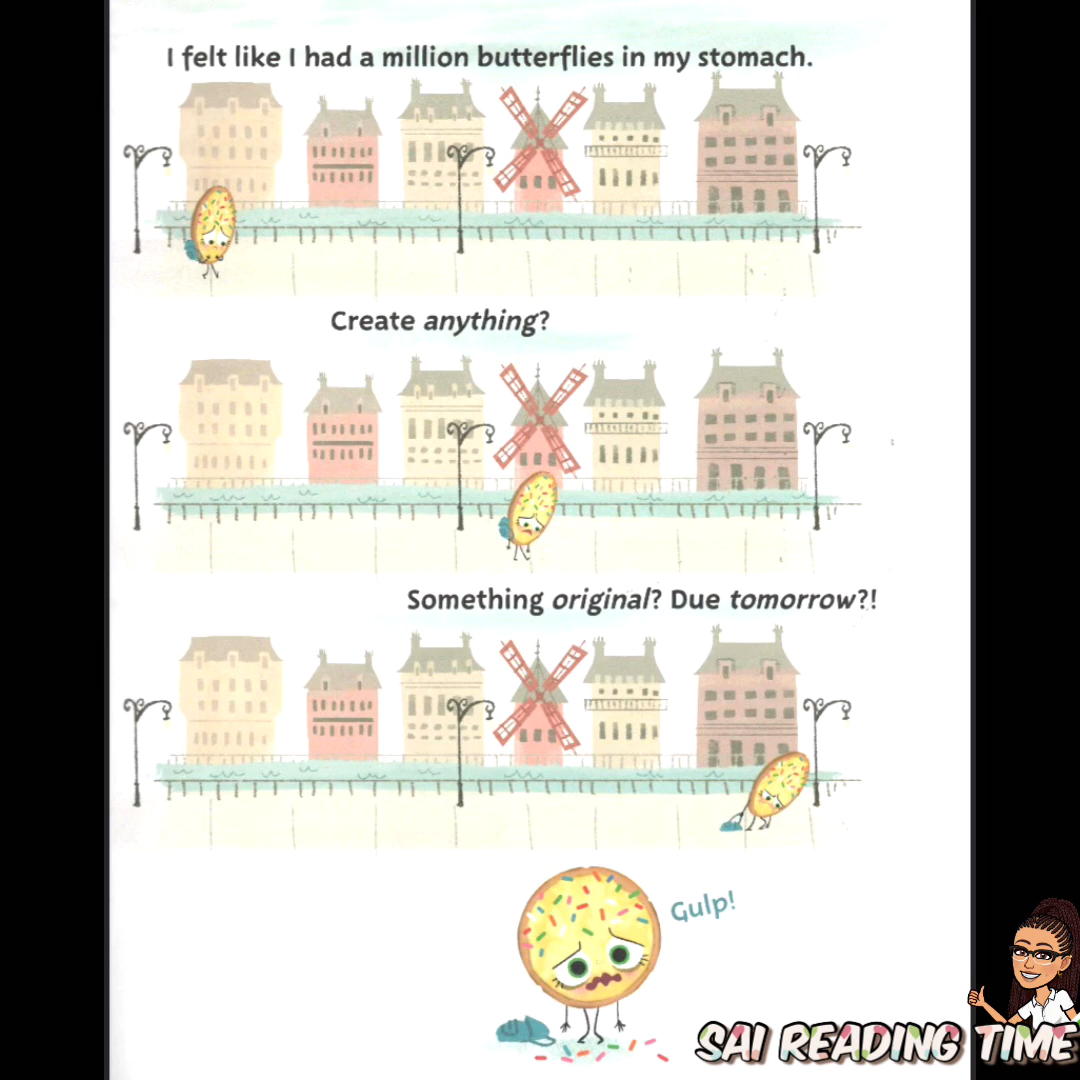 I felt like I had a million butterflies in my stomach.
Create anything?
Something original? Due tomorrow?!
Gulp!
SAI READING TIME